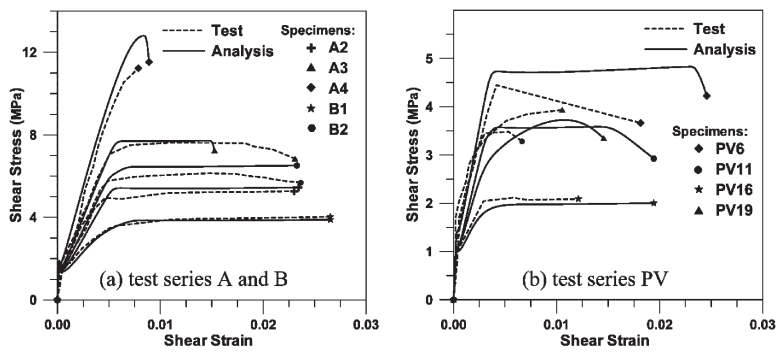 Shear Stress (MPa)
12
8
4
0
0.00
0.01
0.02
0.03
Shear Strain
Test
Analysis
Specimens:
A2
A3
A4
B1
B2
(a) test series A and B
Shear Stress (MPa)
6
5
4
3
2
1
0
0.00
0.01
0.02
0.03
Shear Strain
Test
Analysis
Specimens:
PV6
PV11
PV16
PV19
(b) test series PV